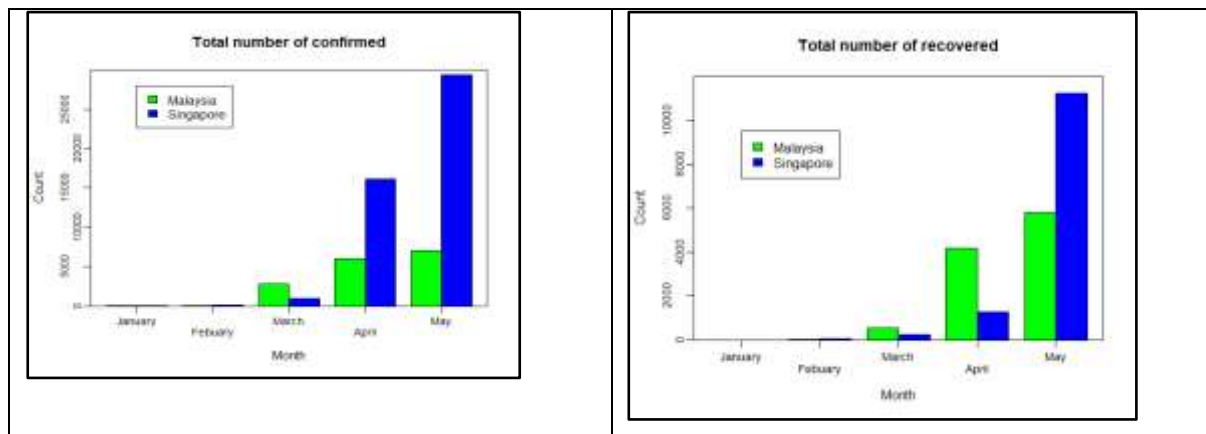 Total number of confirmed
Malaysia
Singapore
Count
25000
20000
15000
10000
5000
0
January
Febuary
March
April
May
Month
Total number of recovered
Malaysia
Singapore
Count
10000
8000
6000
4000
2000
0
January
Febuary
March
April
May
Month